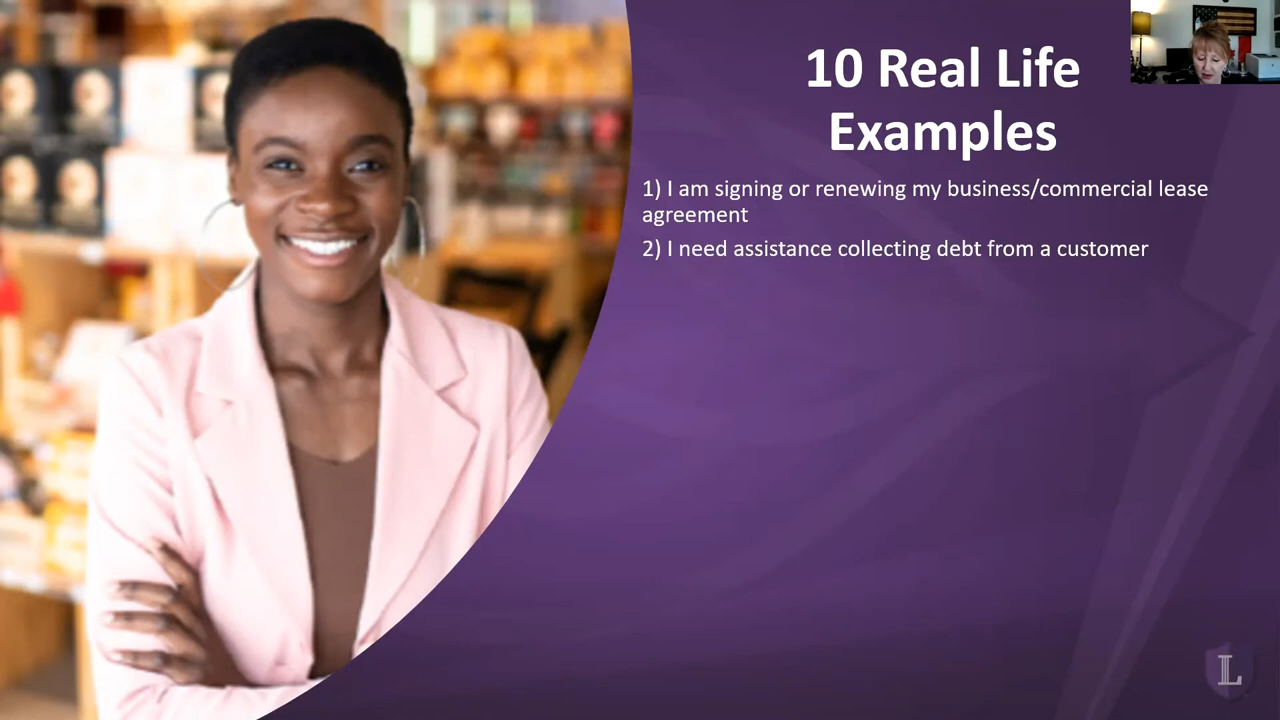 10 Real Life
Examples
1) I am signing or renewing my business/commercial lease
agreement
2) I need assistance collecting debt from a customer
L